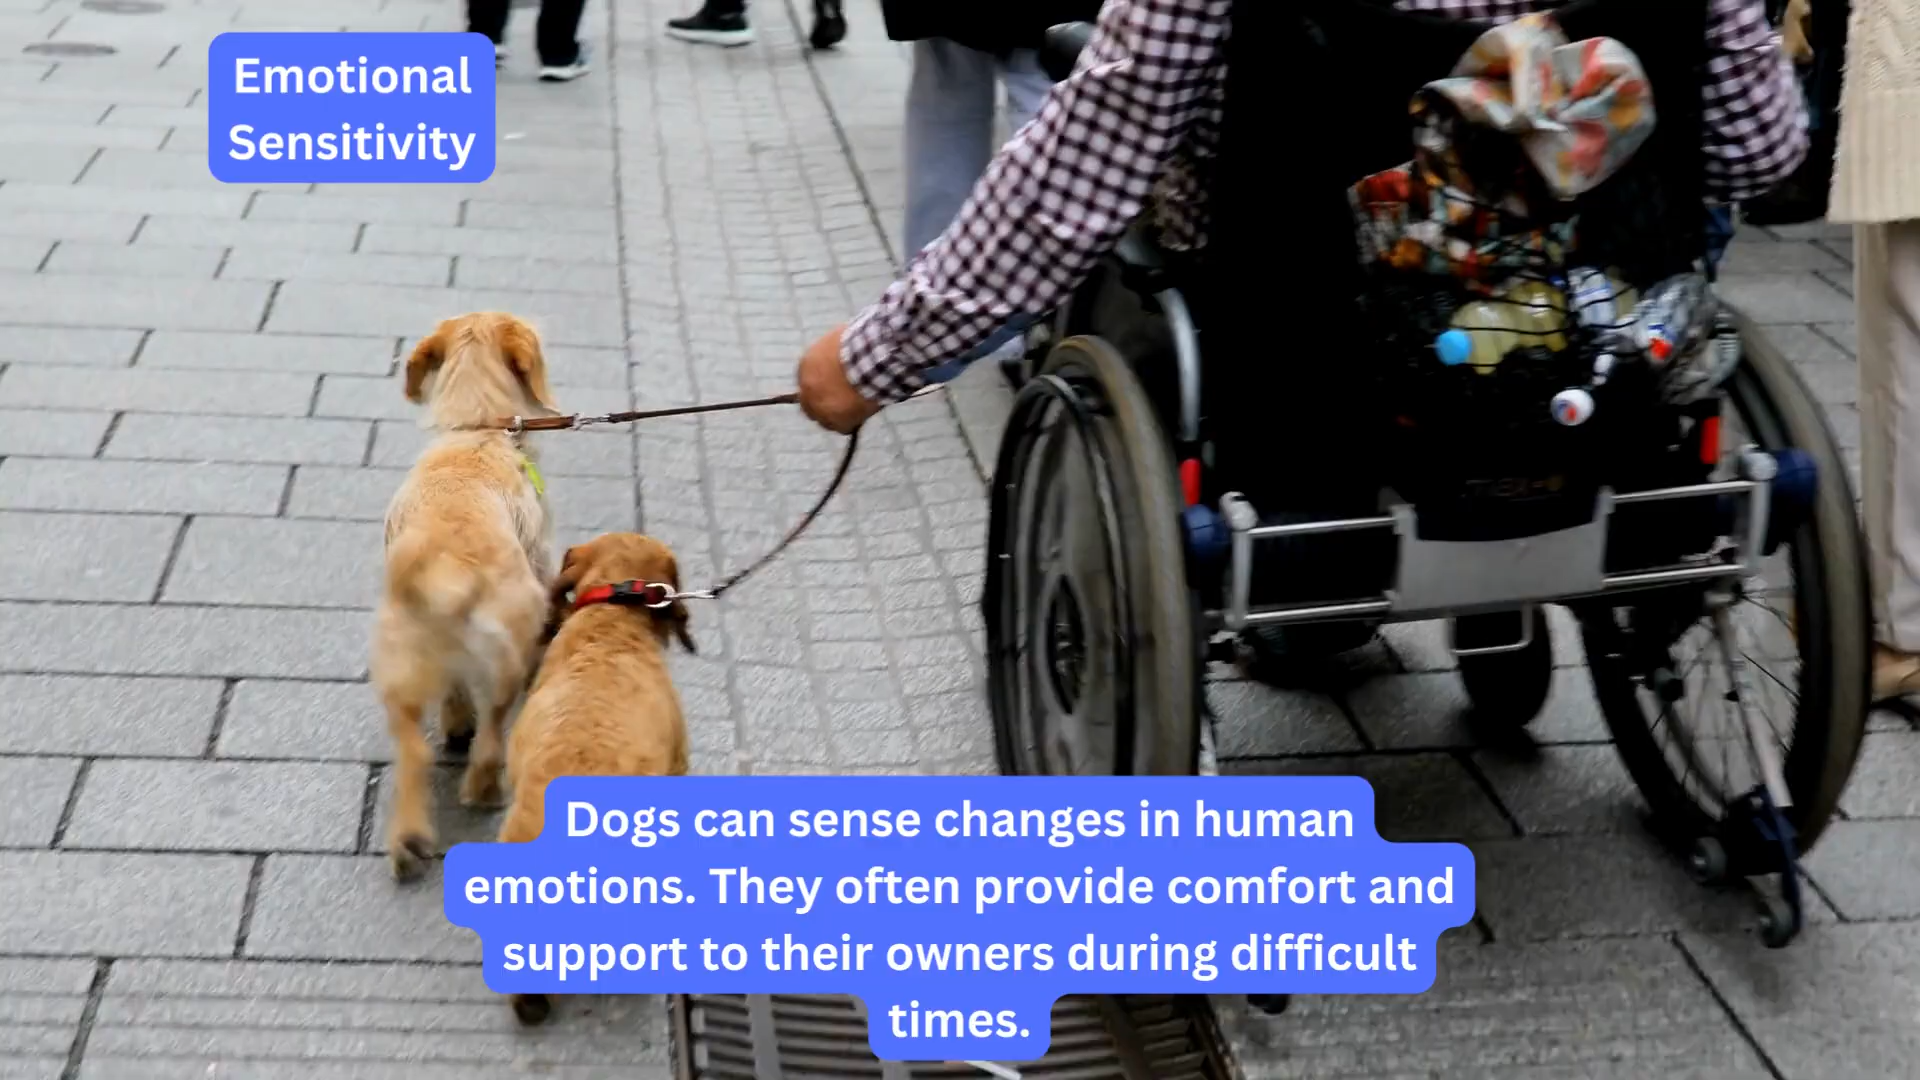 Emotional
Sensitivity
Dogs can sense changes in human
emotions. They often provide comfort and
support to their owners during difficult
times.